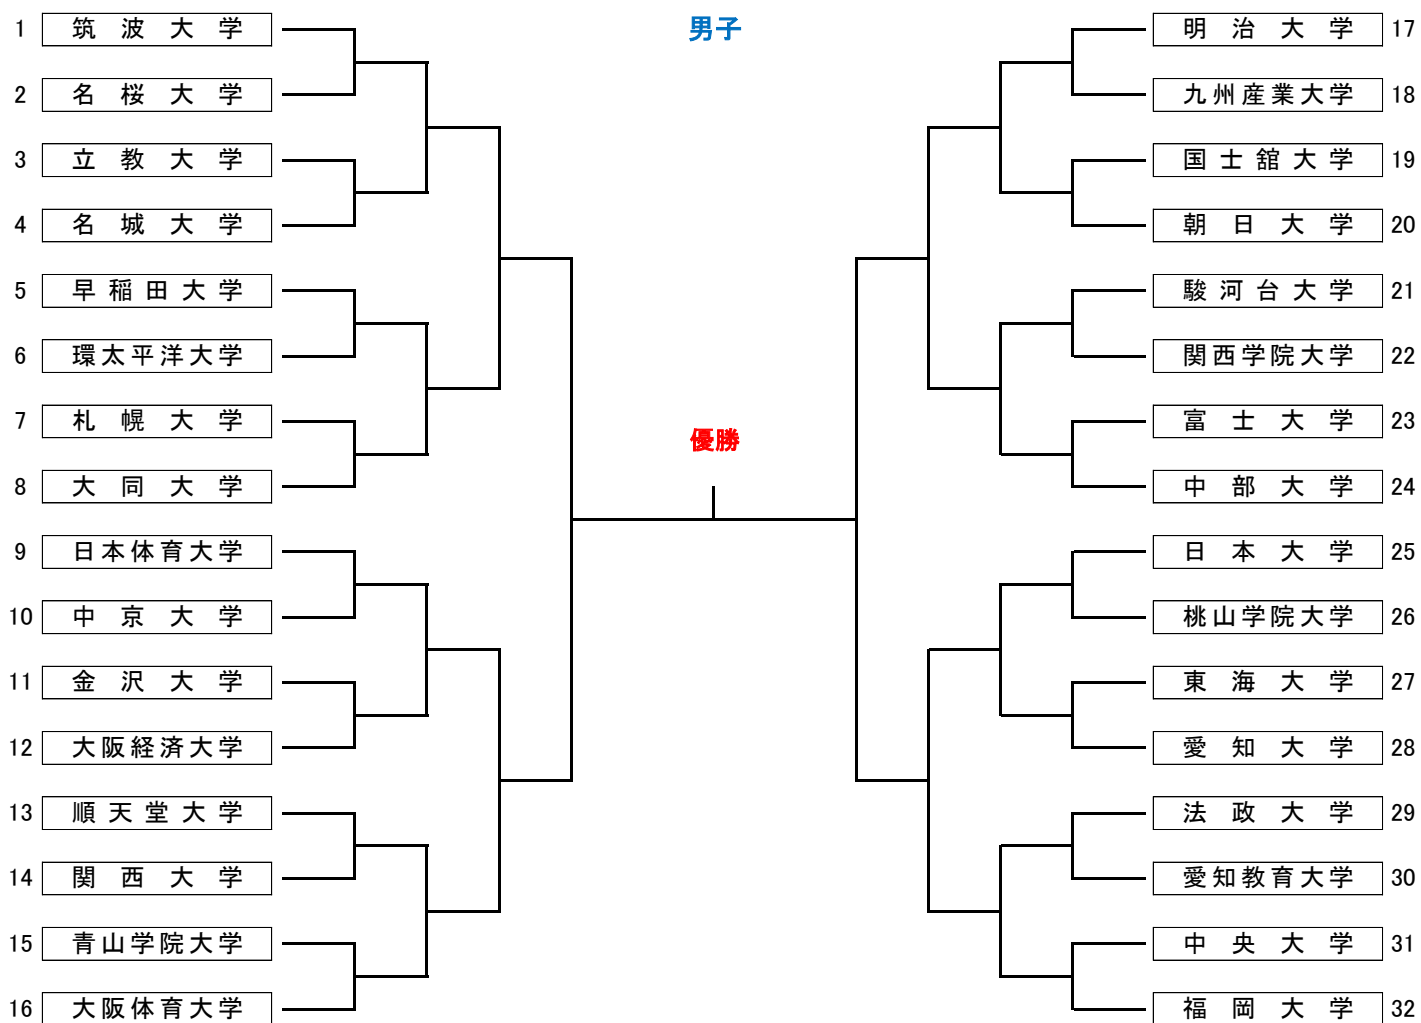 男子
1 筑波大学
2 名桜大学
3 立教大学
4 名城大学
5 早稲田大学
6 環太平洋大学
7 札幌大学
8 大同大学
9 日本体育大学
10 中京大学
11 金沢大学
12 大阪経済大学
13 順天堂大学
14 関西大学
15 青山学院大学
16 大阪体育大学
優勝
明治大学 17
九州産業大学 18
国士舘大学 19
朝日大学 20
駿河台大学 21
関西学院大学 22
富士大学 23
中部大学 24
日本大学 25
桃山学院大学 26
東海大学 27
愛知大学 28
法政大学 29
愛知教育大学 30
中央大学 31
福岡大学 32